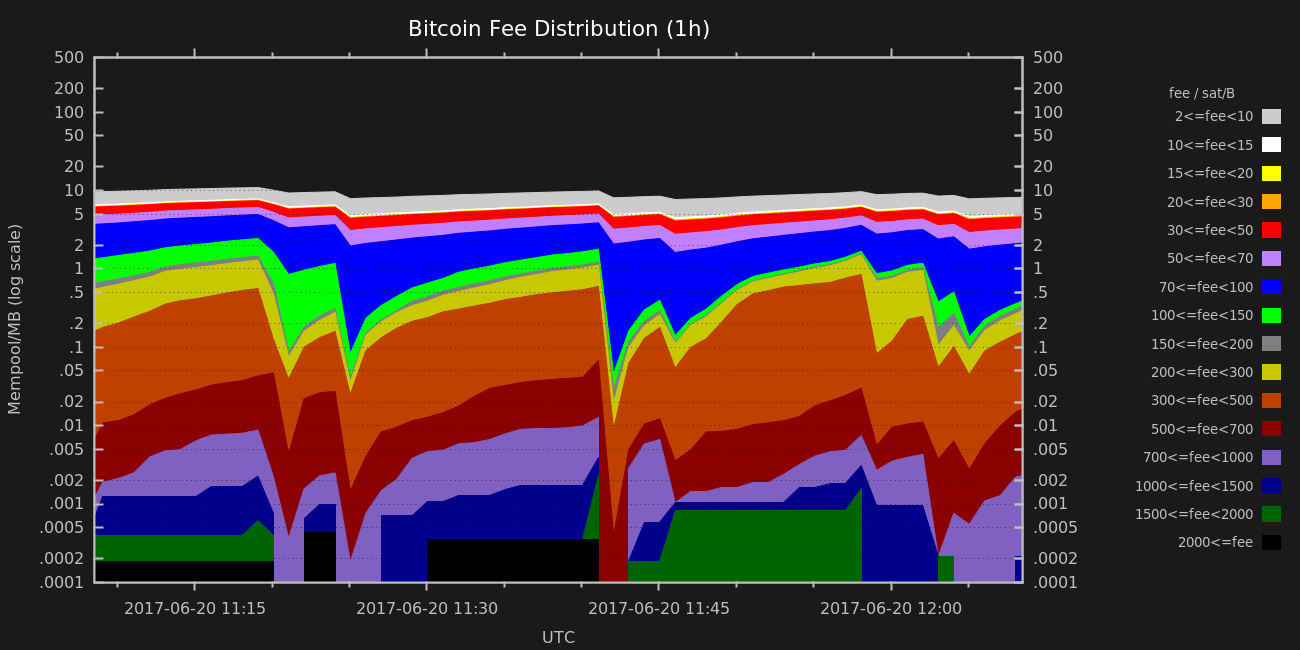 Bitcoin Fee Distribution (1h)
500
200
100
50
20
10
5
2
1
.5
.2
.1
.05
.02
.01
.005
.002
.001
.0005
.0002
.0001
Mempool/MB (log scale)
500
200
100
50
20
10
5
2
1
.5
.2
.1
.05
.02
.01
.005
.002
.001
.0005
.0002
.0001
2017-06-20 11:15
2017-06-20 11:30
2017-06-20 11:45
2017-06-20 12:00
UTC
fee / sat/B
2<=fee<10
10<=fee<15
15<=fee<20
20<=fee<30
30<=fee<50
50<=fee<70
70<=fee<100
100<=fee<150
150<=fee<200
200<=fee<300
300<=fee<500
500<=fee<700
700<=fee<1000
1000<=fee<1500
1500<=fee<2000
2000<=fee